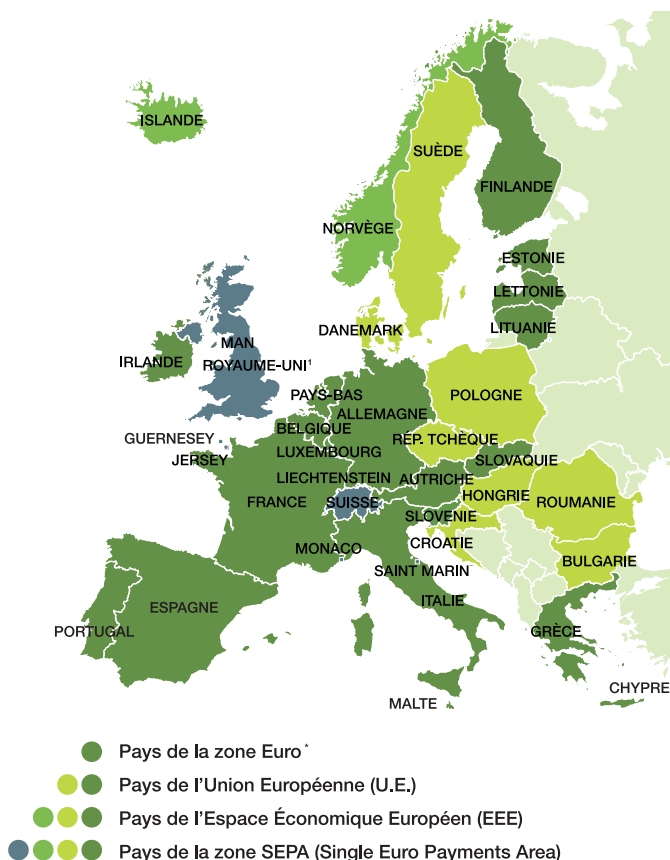 ISLANDE
SUÈDE
FINLANDE
NORVÈGE
ESTONIE
LETTONIE
LITUANIE
DANEMARK
MAN
IRLANDE
ROYAUME-UNI¹
PAYS-BAS
POLOGNE
ALLEMAGNE
BELGIQUE
GUERNESEY
RÉP. TCHÈQUE
JERSEY
LUXEMBOURG
SLOVAQUIE
LIECHTENSTEIN
AUTRICHE
HONGRIE
FRANCE
SUISSE
ROUMANIE
SLOVENIE
CROATIE
MONACO
BULGARIE
SAINT MARIN
ITALIE
ESPAGNE
PORTUGAL
GRÈCE
CHYPRE
MALTE
Pays de la zone Euro*
Pays de l'Union Européenne (U.E.)
Pays de l'Espace Économique Européen (EEE)
Pays de la zone SEPA (Single Euro Payments Area)